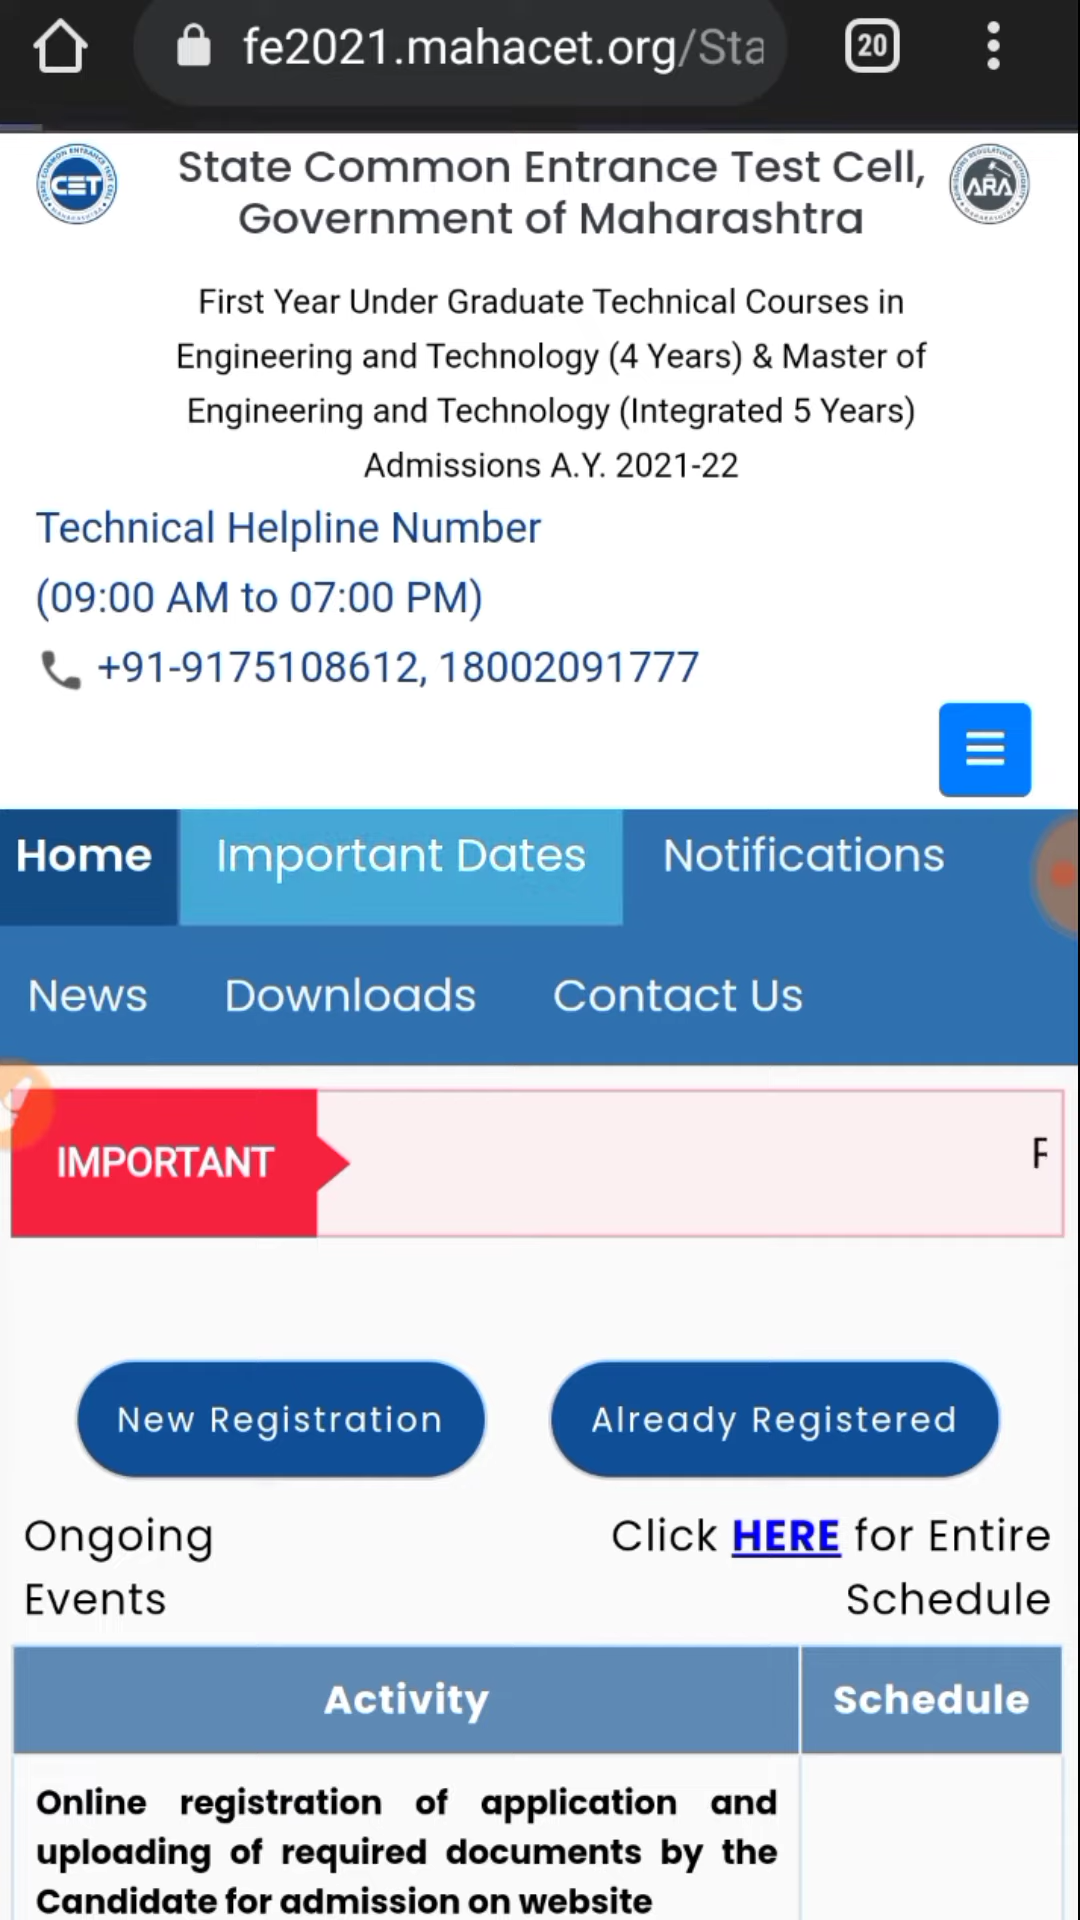 fe2021.mahacet.org/Sta
20
CET
State Common Entrance Test Cell,
Government of Maharashtra
ARA
First Year Under Graduate Technical Courses in
Engineering and Technology (4 Years) & Master of
Engineering and Technology (Integrated 5 Years)
Admissions A.Y. 2021-22
Technical Helpline Number
(09:00 AM to 07:00 PM)
+91-9175108612, 18002091777
Home Important Dates Notifications
News Downloads Contact Us
IMPORTANT
New Registration Already Registered
Ongoing Click HERE for Entire
Events Schedule
Activity Schedule
Online registration of application and
uploading of required documents by the
Candidate for admission on website